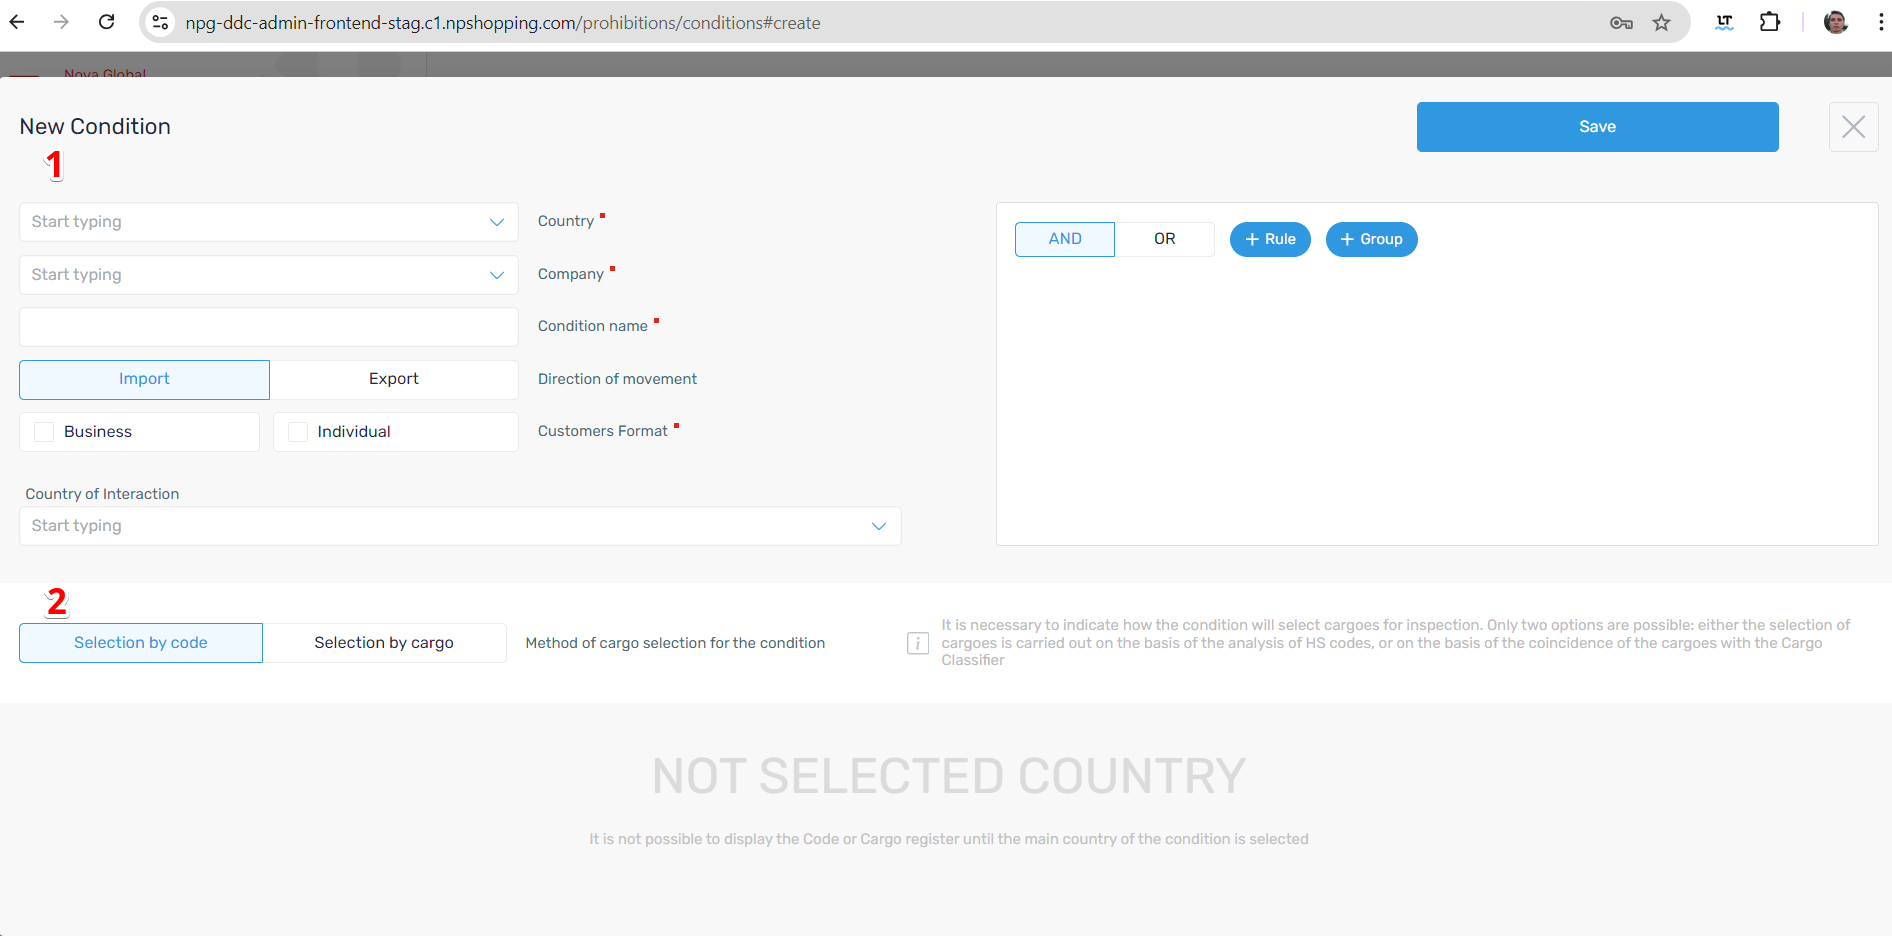 npg-ddc-admin-frontend-stag.c1.npshopping.com/prohibitions/conditions#create
LT
Nova Global
New Condition
Save
1
Start typing
Country
AND
OR
+ Rule
+ Group
Start typing
Company
Condition name
Import
Export
Direction of movement
Business
Individual
Customers Format
Country of Interaction
Start typing
2
Selection by code
Selection by cargo
Method of cargo selection for the condition
i
It is necessary to indicate how the condition will select cargoes for inspection. Only two options are possible: either the selection of
cargoes is carried out on the basis of the analysis of HS codes, or on the basis of the coincidence of the cargoes with the Cargo
Classifier
NOT SELECTED COUNTRY
It is not possible to display the Code or Cargo register until the main country of the condition is selected